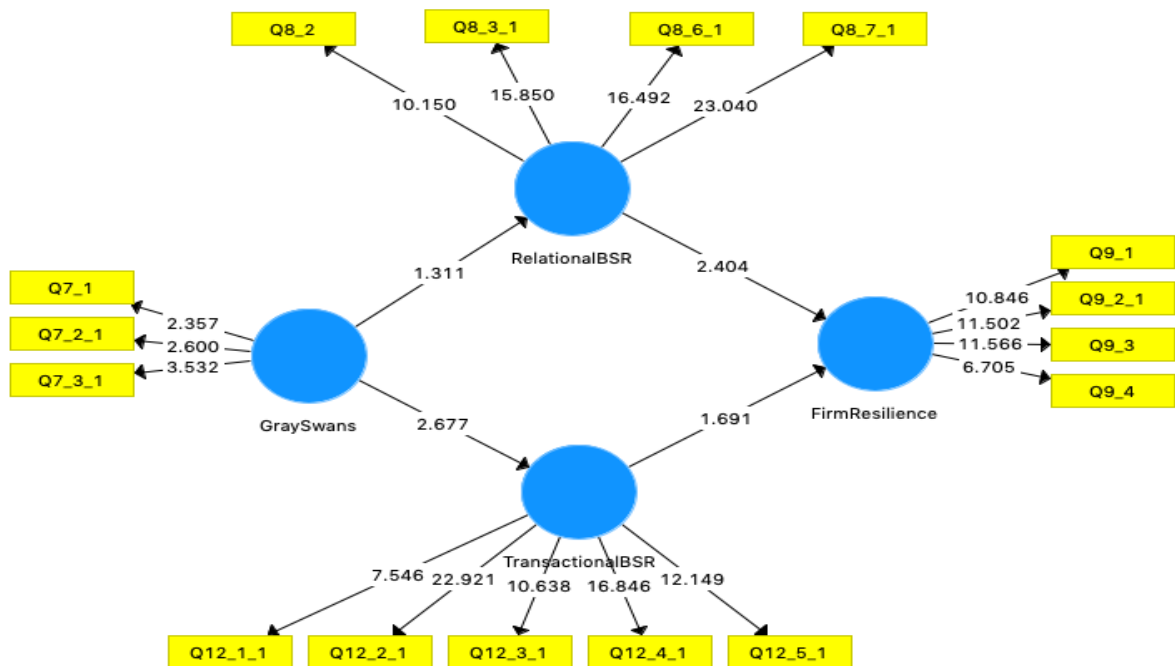 Q8_2
Q8_3_1
Q8_6_1
Q8_7_1
10.150
15.850
16.492
23.040
RelationalBSR
1.311
2.404
Q7_1
Q7_2_1
Q7_3_1
2.357
2.600
3.532
GraySwans
Q9_1
Q9_2_1
Q9_3
Q9_4
10.846
11.502
11.566
6.705
FirmResilience
2.677
1.691
TransactionalBSR
7.546
22.921
10.638
16.846
12.149
Q12_1_1
Q12_2_1
Q12_3_1
Q12_4_1
Q12_5_1